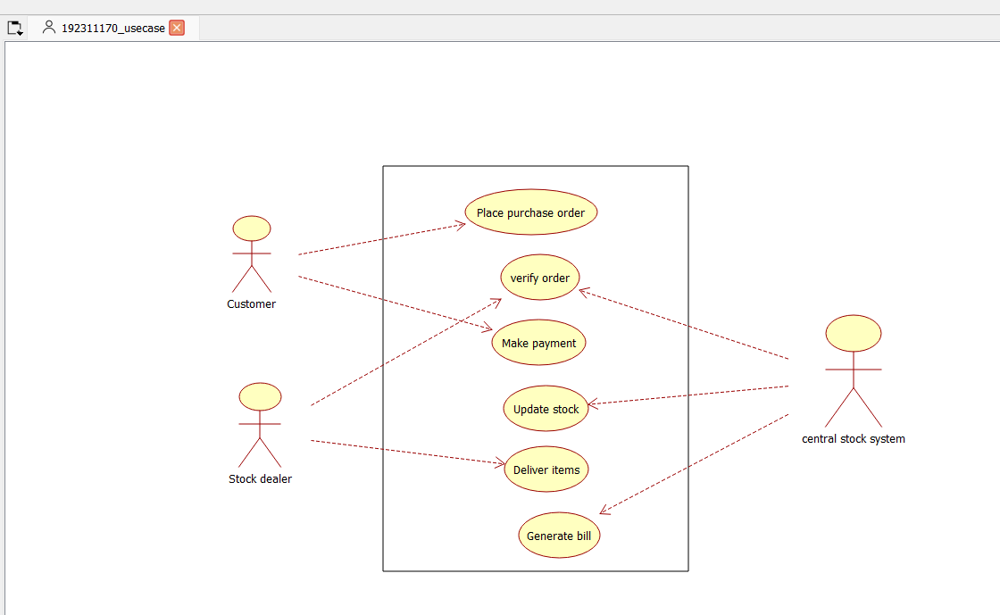 192311170_usecase
Place purchase order
verify order
Customer
Make payment
Update stock
central stock system
Deliver items
Stock dealer
Generate bill